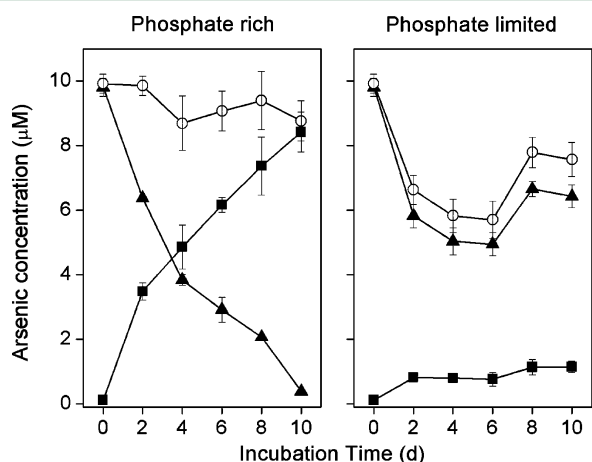 Phosphate rich
Phosphate limited
Arsenic concentration (μM)
10
8
6
4
2
0
0 2 4 6 8 10
0 2 4 6 8 10
Incubation Time (d)